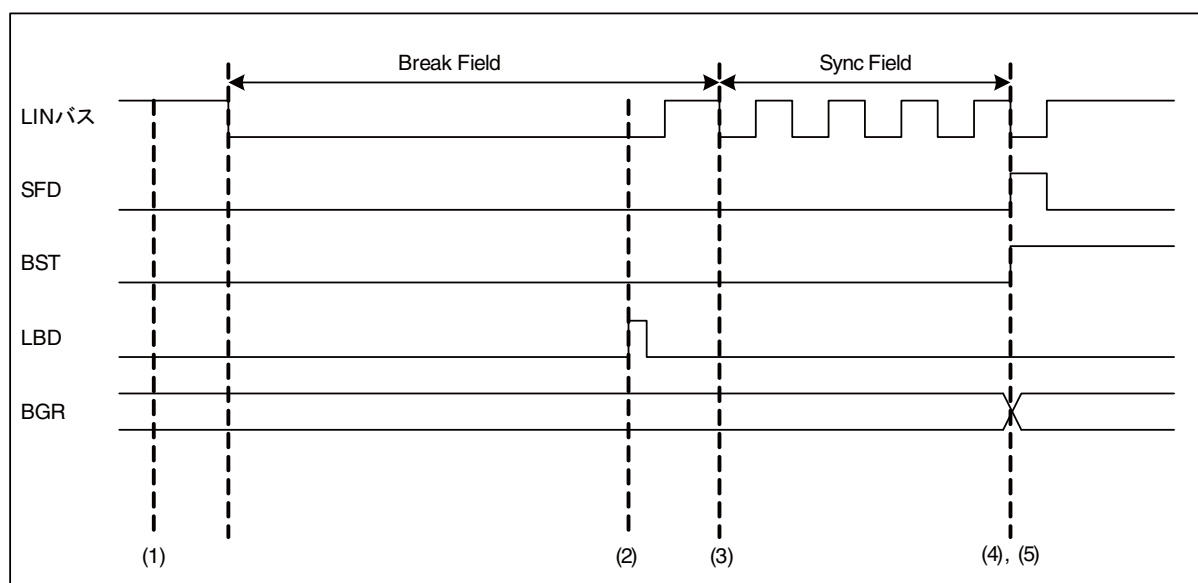 Break Field
Sync Field
LINバス
SFD
BST
LBD
BGR
(1)
(2)
(3)
(4), (5)